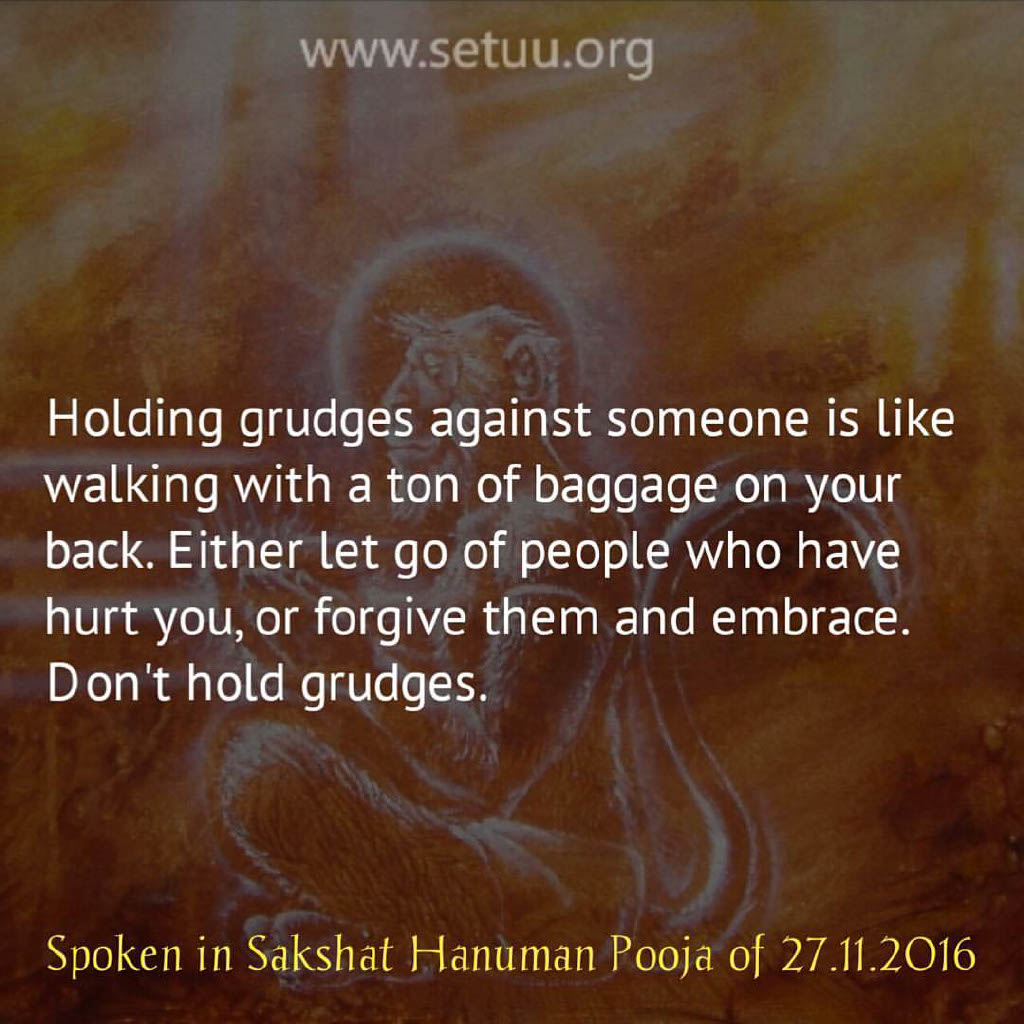 www.setuu.org
Holding grudges against someone is like
walking with a ton of baggage on your
back. Either let go of people who have
hurt you, or forgive them and embrace.
Don't hold grudges.
Spoken in Sakshat Hanuman Pooja of 27.11.2016